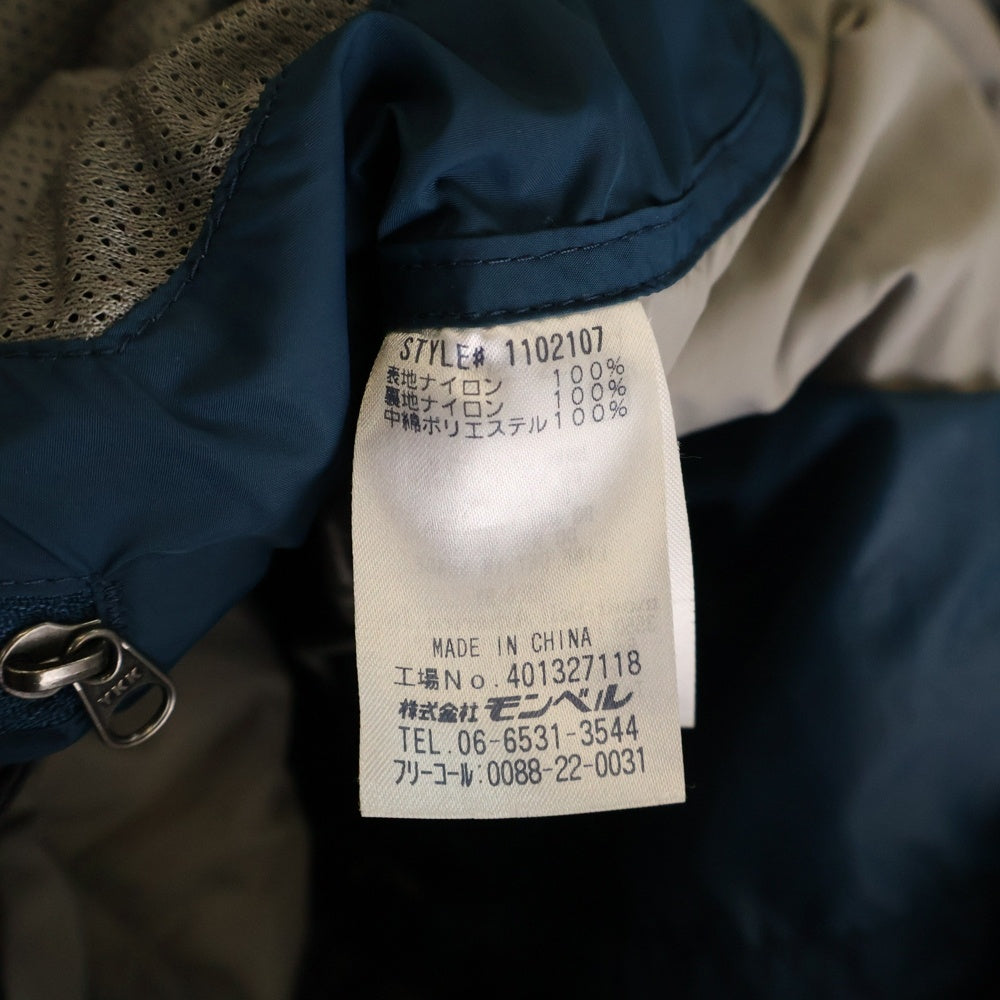 STYLE# 1102107
表地ナイロン 100%
裏地ナイロン 100%
中綿ポリエステル100%
MADE IN CHINA
工場No.401327118
株式会社モンベル
TEL.06-6531-3544
フリーコール:0088-22-0031
YKK